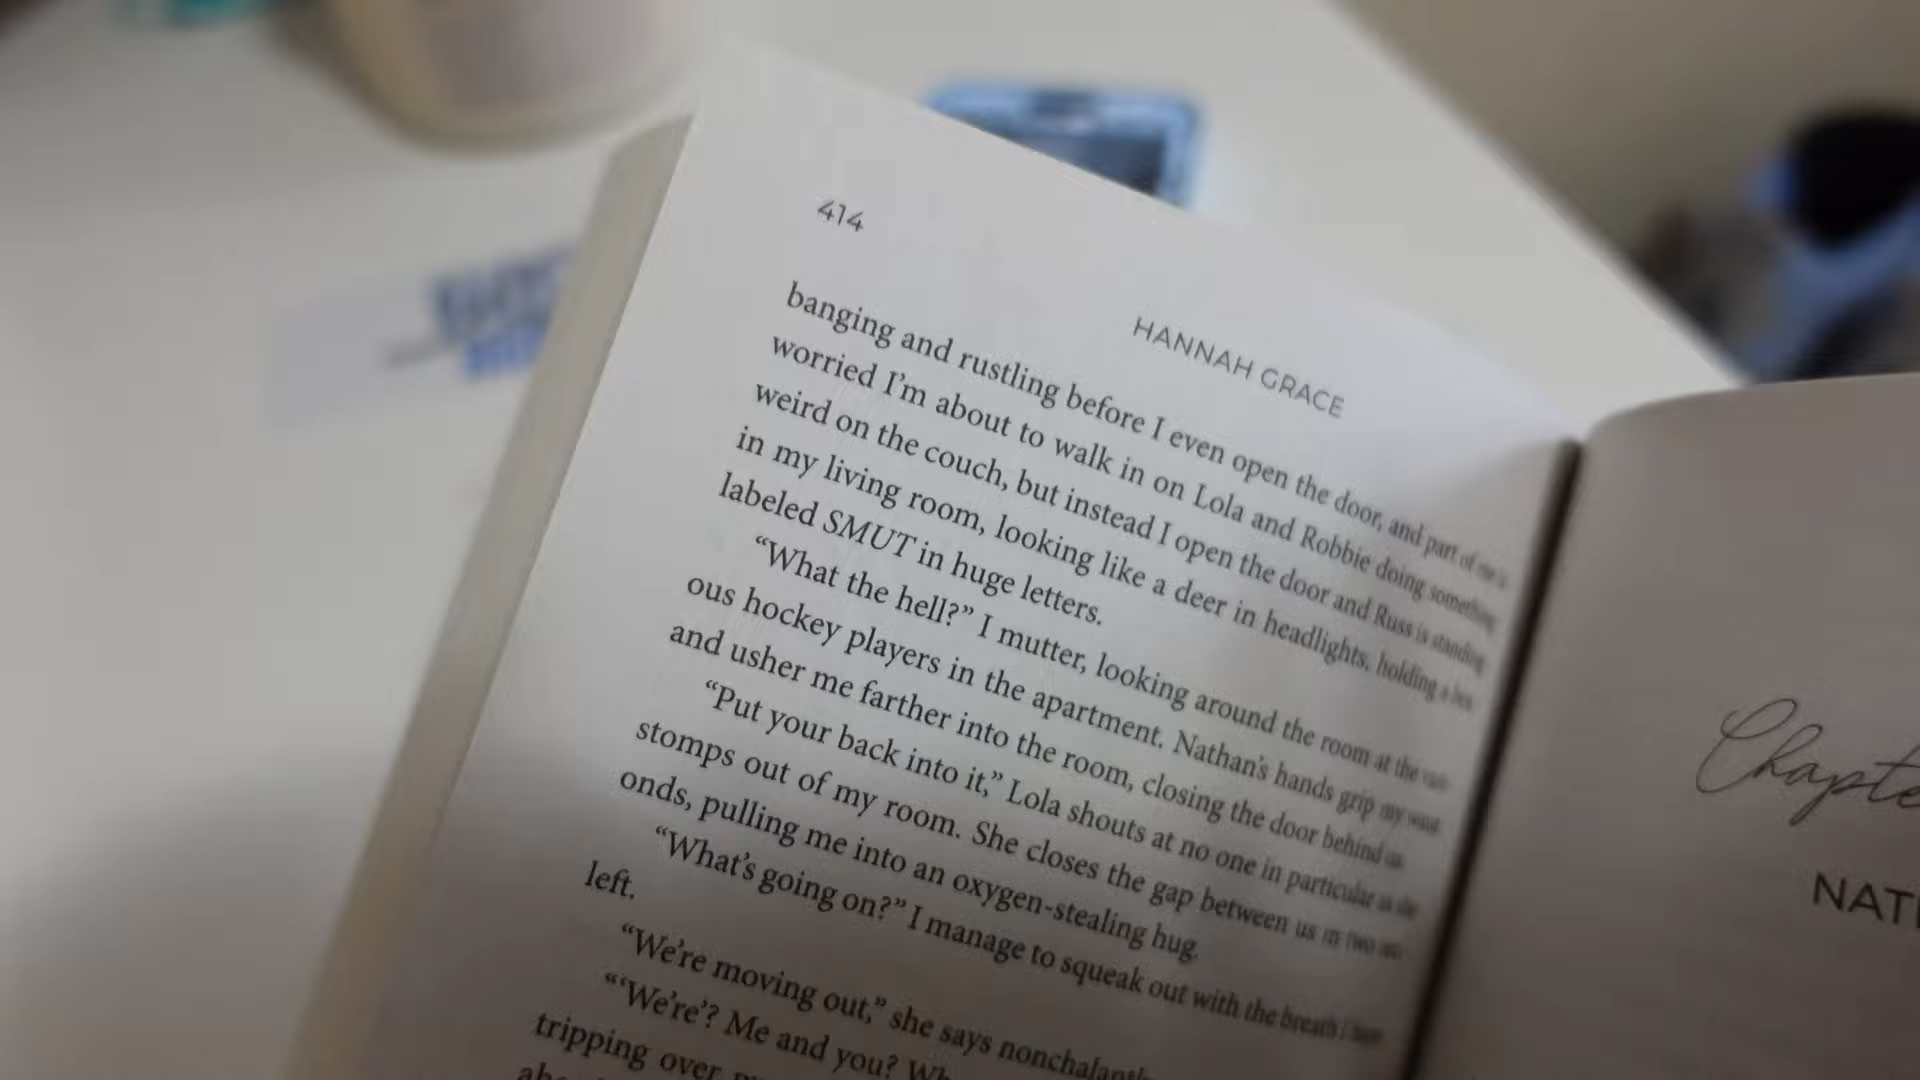 414
HANNAH GRACE
banging and rustling before I even open the door, and part of me is
worried I'm about to walk in on Lola and Robbie doing something
weird on the couch, but instead I open the door and Russ is standing
in my living room, looking like a deer in headlights, holding a box
labeled SMUT in huge letters.
“What the hell?” I mutter, looking around the room at the
ous hockey players in the apartment. Nathan's hands grip my waist
and usher me farther into the room, closing the door behind us.
“Put your back into it,” Lola shouts at no one in particular as she
stomps out of my room. She closes the gap between us in two
onds, pulling me into an oxygen-stealing hug.
“What's going on?” I manage to squeak out with the breath I have
left.
“We're moving out,” she says
“‘We're’? Me and you?
tripping over
Chapte
NAT